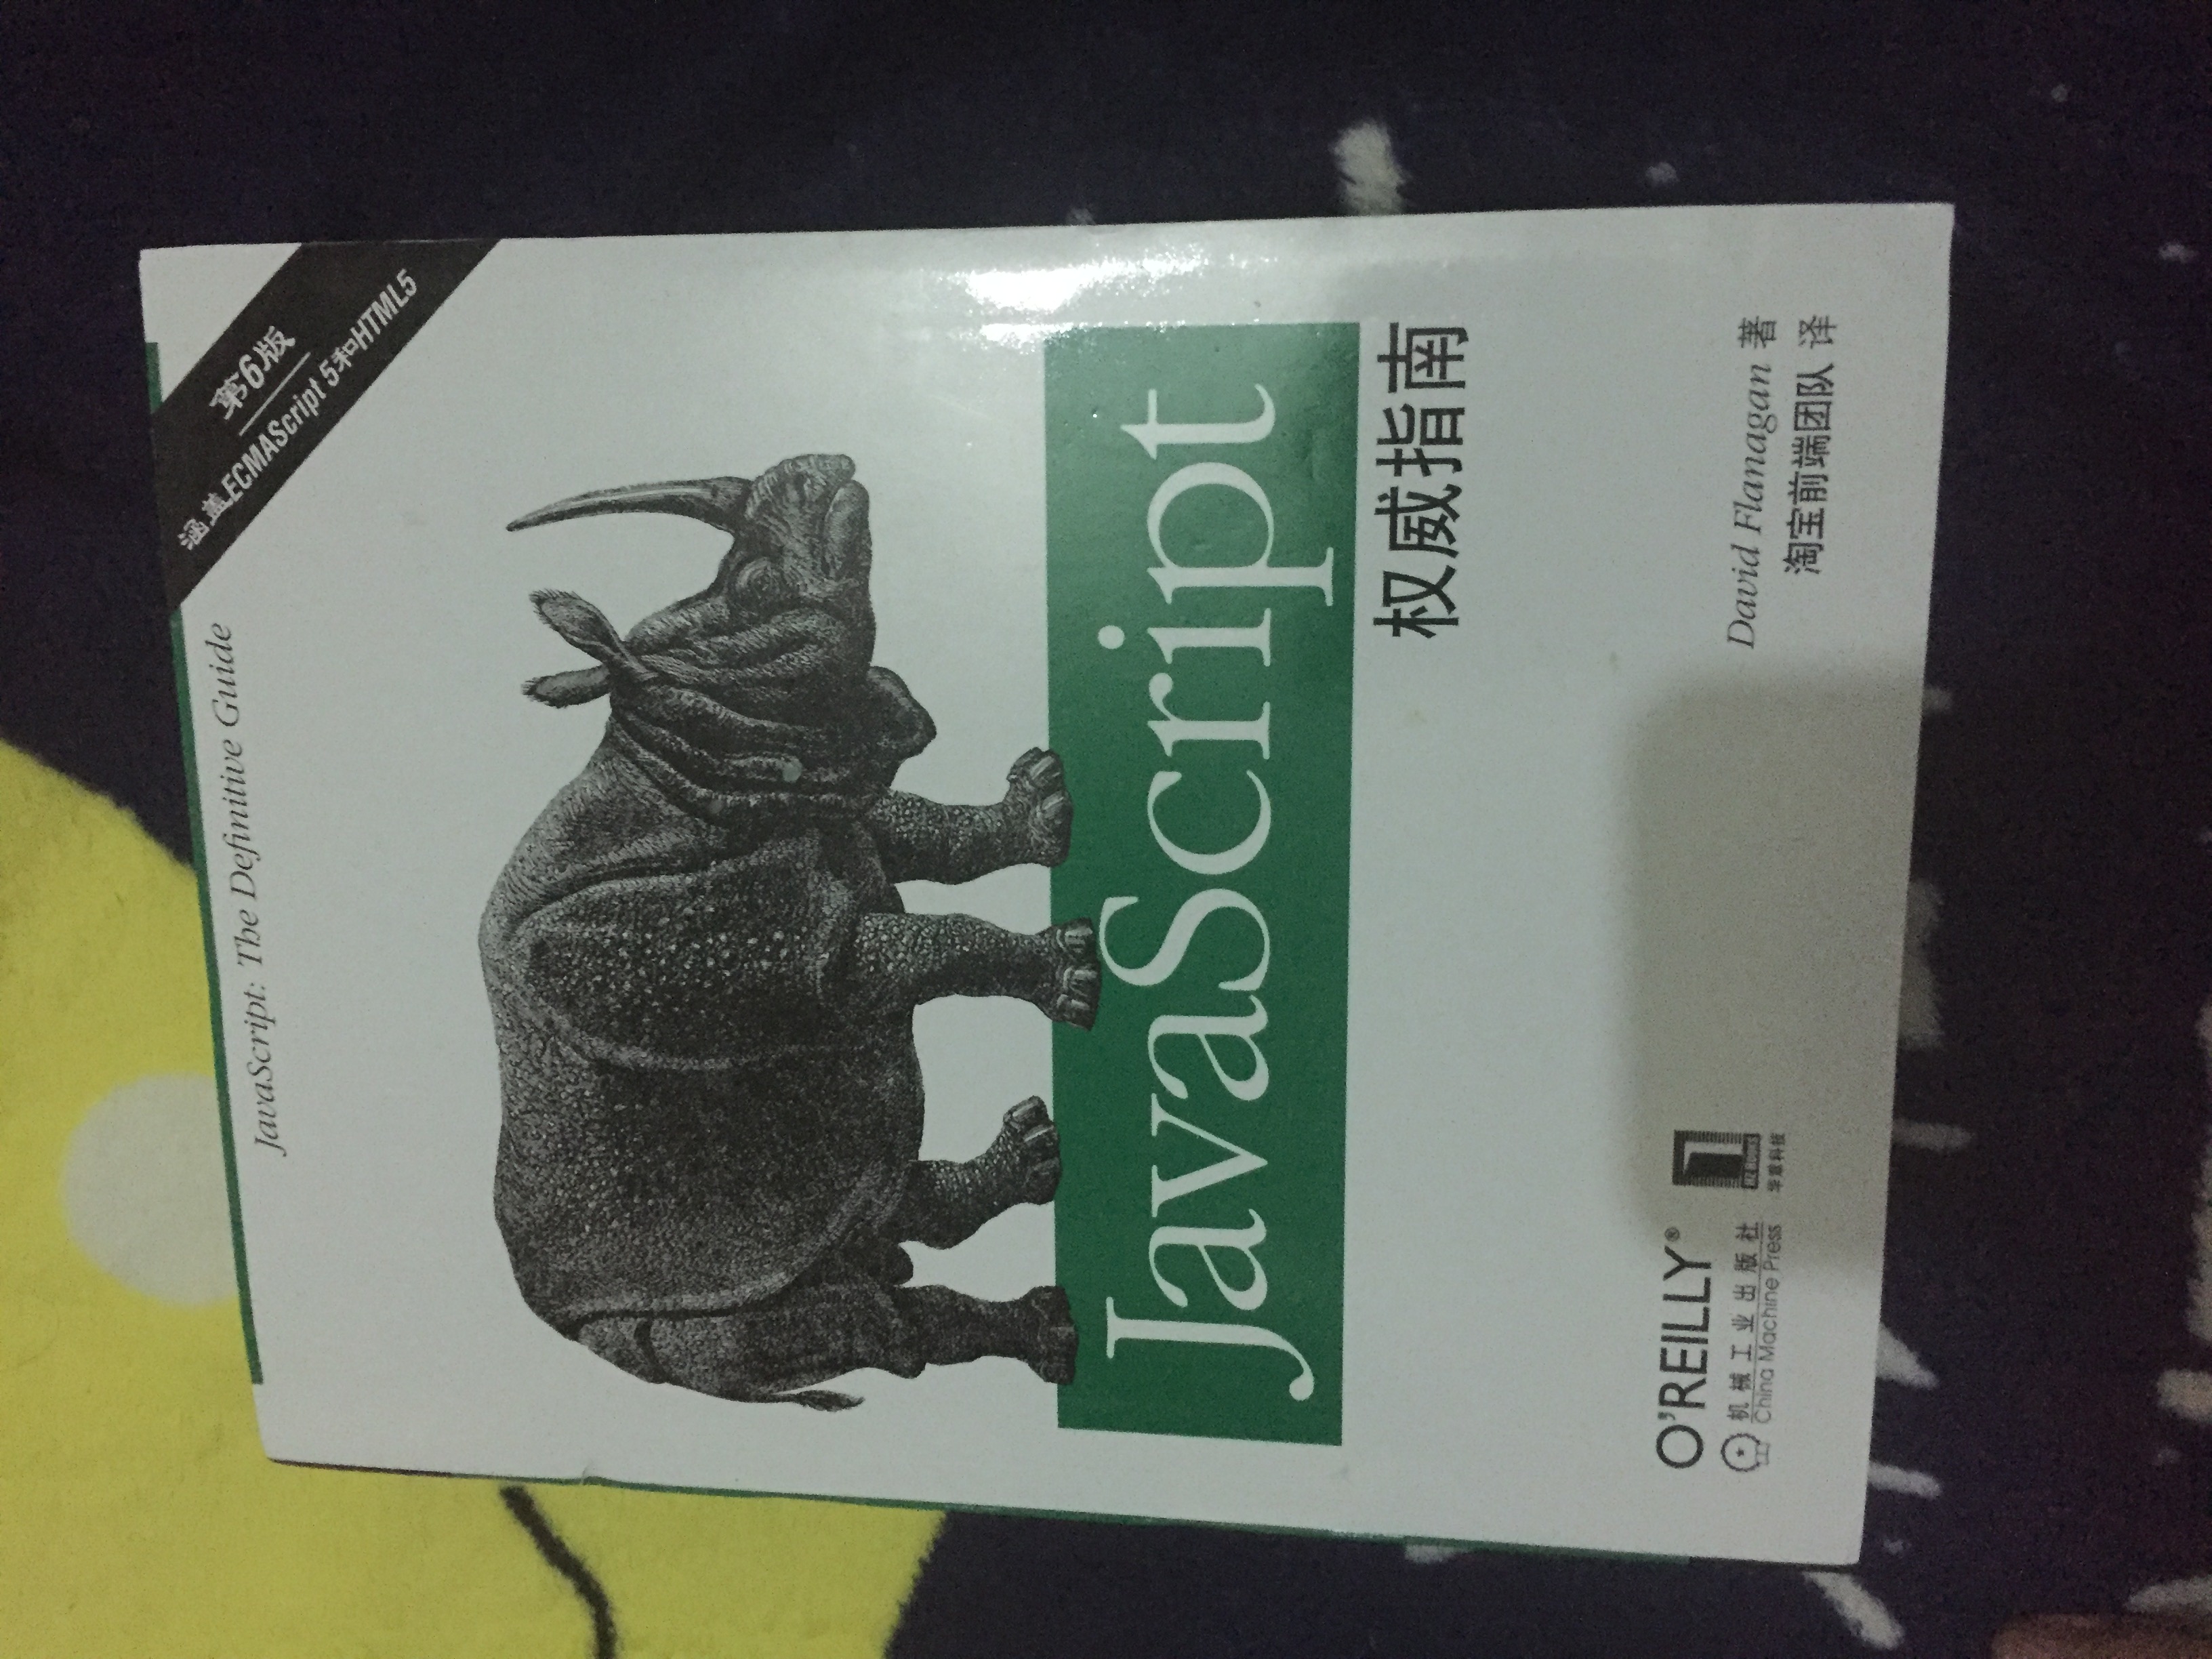 JavaScript: The Definitive Guide
第6版
涵盖ECMAScript 5和HTML5
JavaScript
权威指南
O'REILLY®
机械工业出版社
China Machine Press
HZ BOOKS
华章科技
David Flanagan 著
淘宝前端团队 译